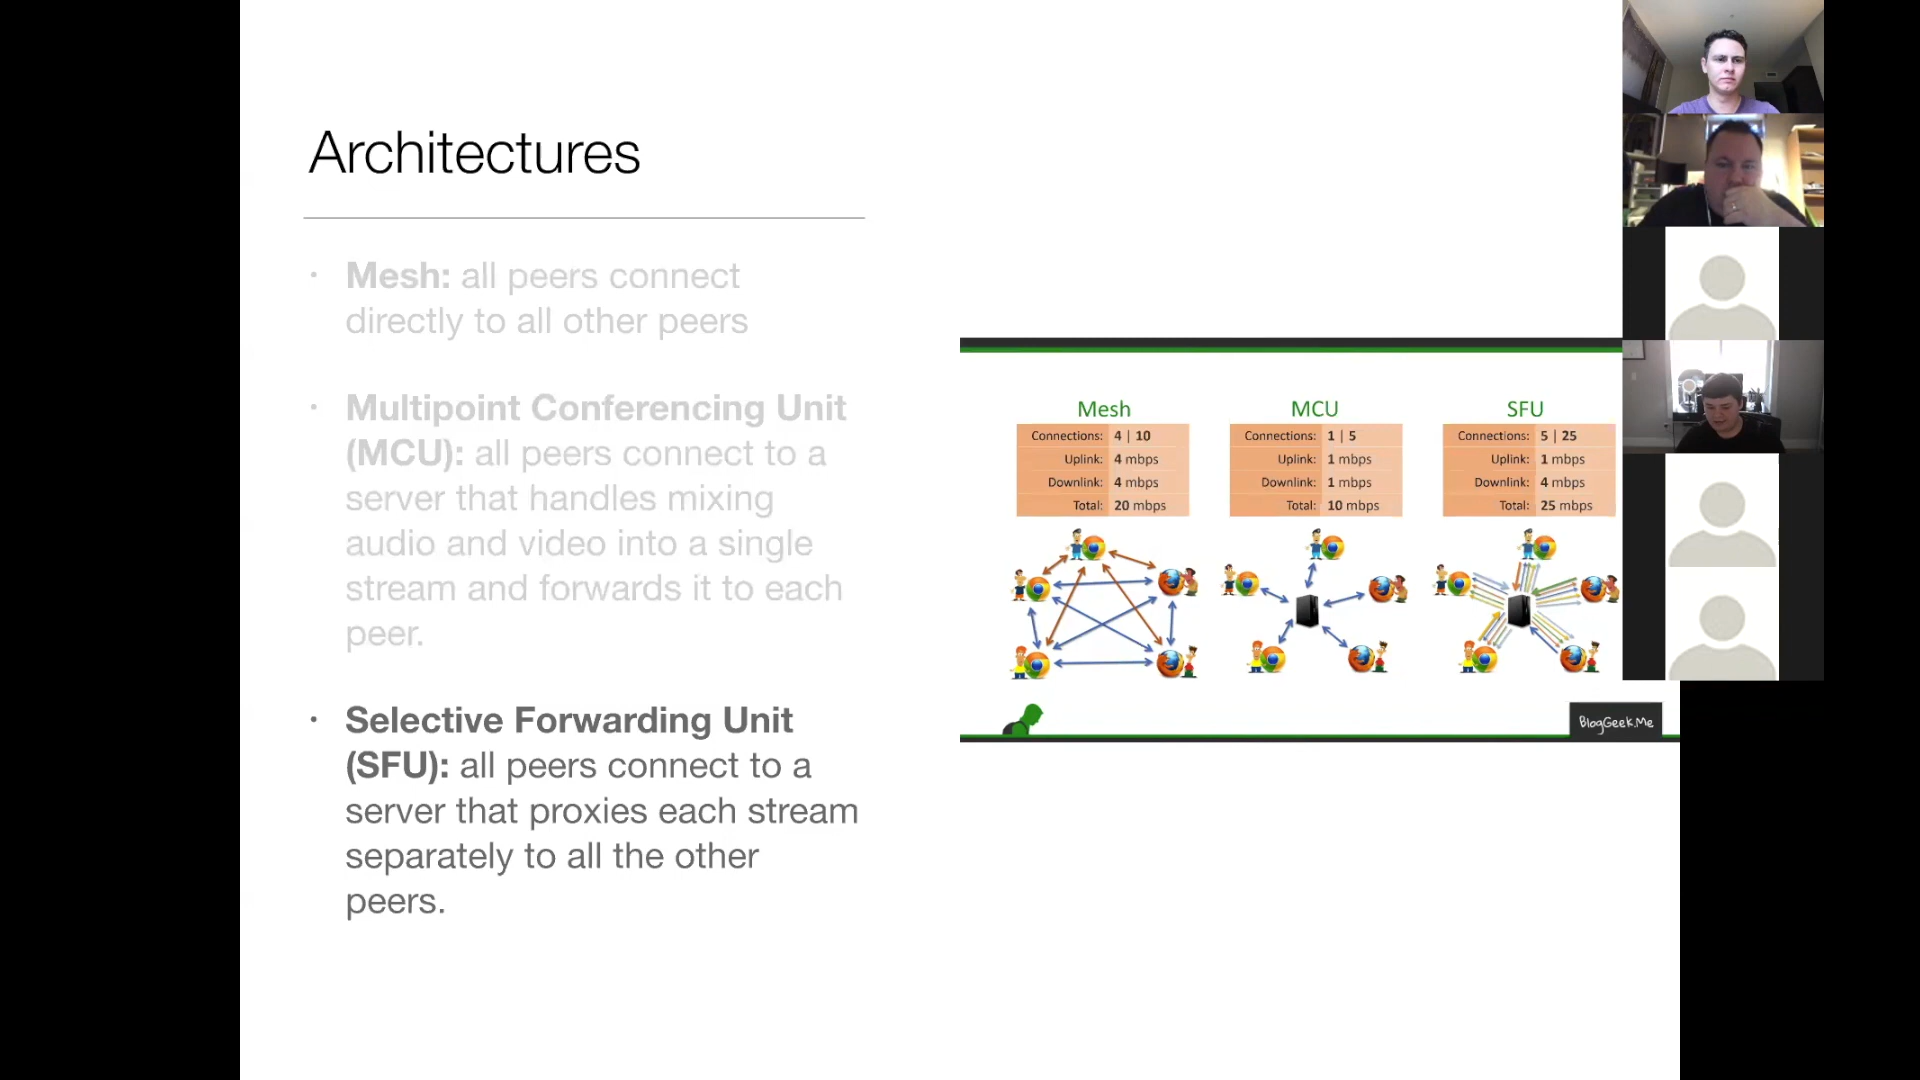 Architectures
• Mesh: all peers connect
directly to all other peers
• Multipoint Conferencing Unit
(MCU): all peers connect to a
server that handles mixing
audio and video into a single
stream and forwards it to each
peer.
• Selective Forwarding Unit
(SFU): all peers connect to a
server that proxies each stream
separately to all the other
peers.
Mesh
Connections: 4 | 10
Uplink: 4 mbps
Downlink: 4 mbps
Total: 20 mbps
MCU
Connections: 1 | 5
Uplink: 1 mbps
Downlink: 1 mbps
Total: 10 mbps
SFU
Connections: 5 | 25
Uplink: 1 mbps
Downlink: 4 mbps
Total: 25 mbps
BlogGeek.Me